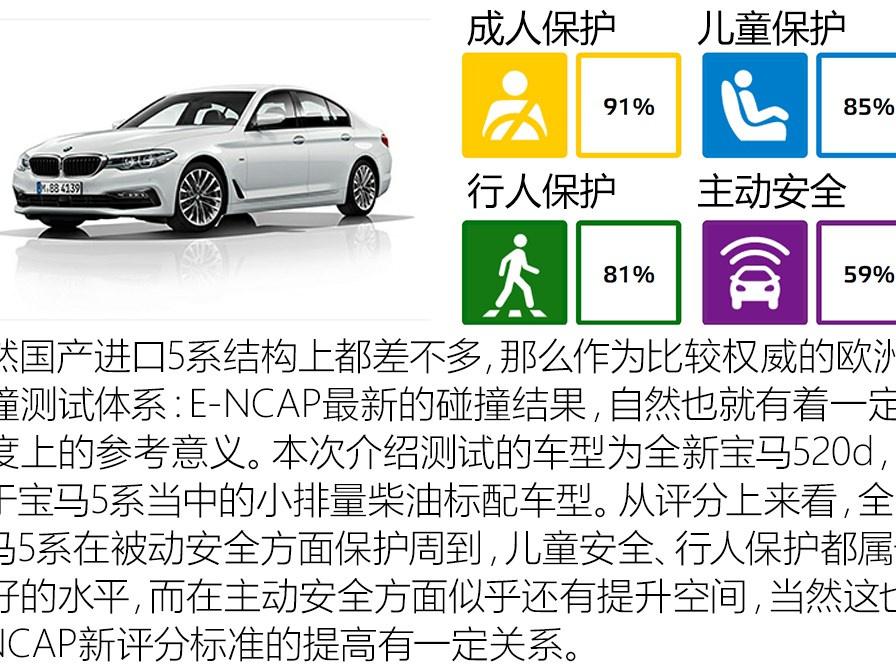 成人保护 儿童保护
91% 85%
行人保护 主动安全
81% 59%
M·BB 4139
然国产进口5系结构上都差不多,那么作为比较权威的欧洲
撞测试体系:E-NCAP最新的碰撞结果,自然也就有着一定
度上的参考意义。本次介绍测试的车型为全新宝马520d,
于宝马5系当中的小排量柴油标配车型。从评分上来看,全
马5系在被动安全方面保护周到,儿童安全、行人保护都属
好的水平,而在主动安全方面似乎还有提升空间,当然这也
NCAP新评分标准的提高有一定关系。